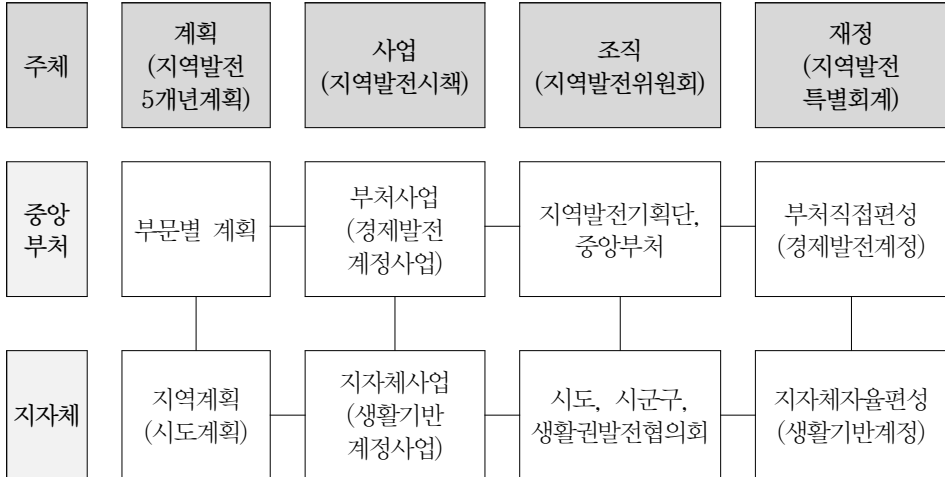 주체
계획
(지역발전
5개년계획)
사업
(지역발전시책)
조직
(지역발전위원회)
재정
(지역발전
특별회계)
중앙
부처
부문별 계획
부처사업
(경제발전
계정사업)
지역발전기획단,
중앙부처
부처직접편성
(경제발전계정)
지자체
지역계획
(시도계획)
지자체사업
(생활기반
계정사업)
시도, 시군구,
생활권발전협의회
지자체자율편성
(생활기반계정)